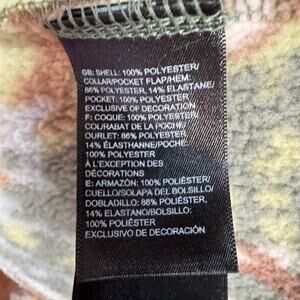 GB: SHELL: 100% POLYESTER/
COLLAR/POCKET FLAP/HEM:
86% POLYESTER, 14% ELASTANE/
POCKET: 100% POLYESTER
EXCLUSIVE OF DECORATION
F: COQUE: 100% POLYESTER/
COU/RABAT DE LA POCHE/
OURLET: 86% POLYESTER,
14% ÉLASTHANNE/POCHE:
100% POLYESTER
À L'EXCEPTION DES
DÉCORATIONS
E: ARMAZÓN: 100% POLIÉSTER/
CUELLO/SOLAPA DEL BOLSILLO/
DOBLADILLO: 86% POLIÉSTER,
14% ELASTANO/BOLSILLO:
100% POLIÉSTER
EXCLUSIVO DE DECORACIÓN